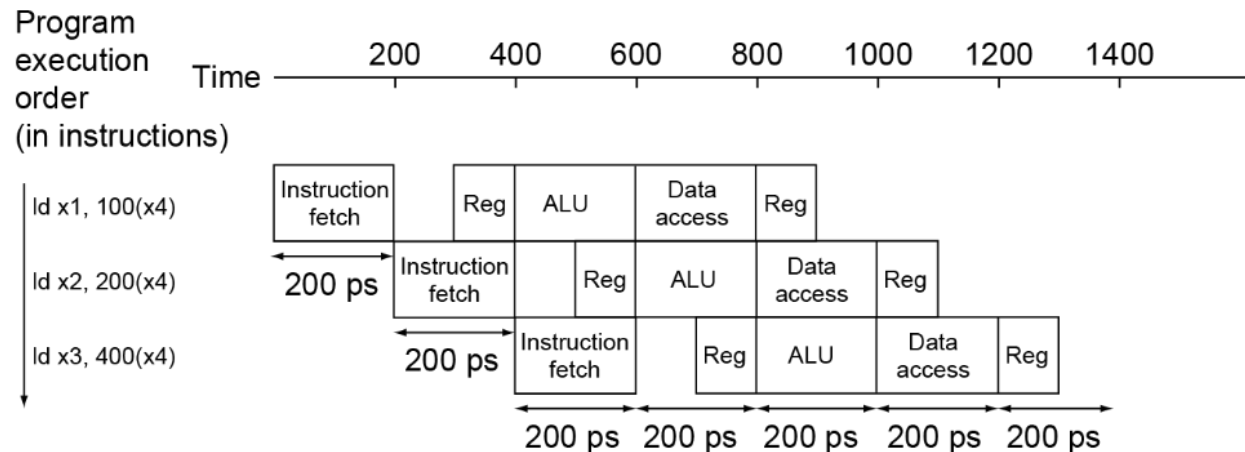 Program
execution
order
(in instructions)
Time
200 400 600 800 1000 1200 1400
ld x1, 100(x4)
Instruction
fetch
Reg
ALU
Data
access
Reg
200 ps
ld x2, 200(x4)
Instruction
fetch
Reg
ALU
Data
access
Reg
200 ps
ld x3, 400(x4)
Instruction
fetch
Reg
ALU
Data
access
Reg
200 ps 200 ps 200 ps 200 ps 200 ps